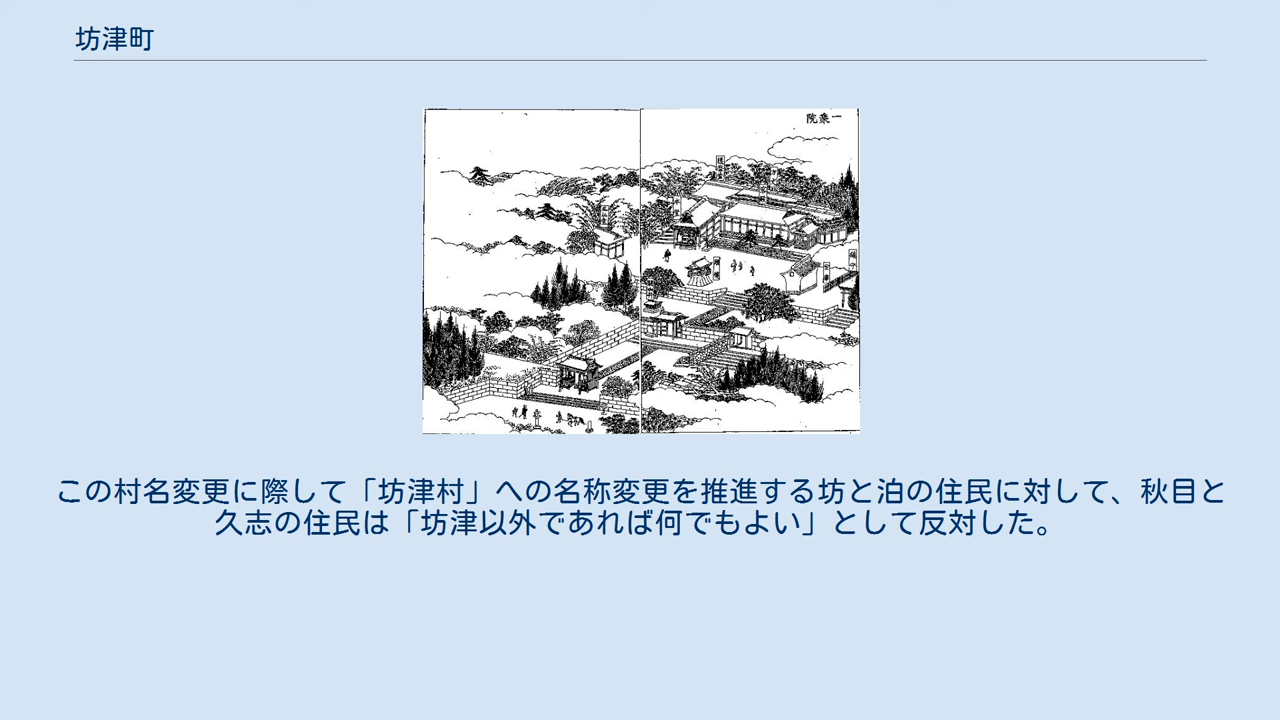 坊津町
一乗院
この村名変更に際して「坊津村」への名称変更を推進する坊と泊の住民に対して、秋目と
久志の住民は「坊津以外であれば何でもよい」として反対した。